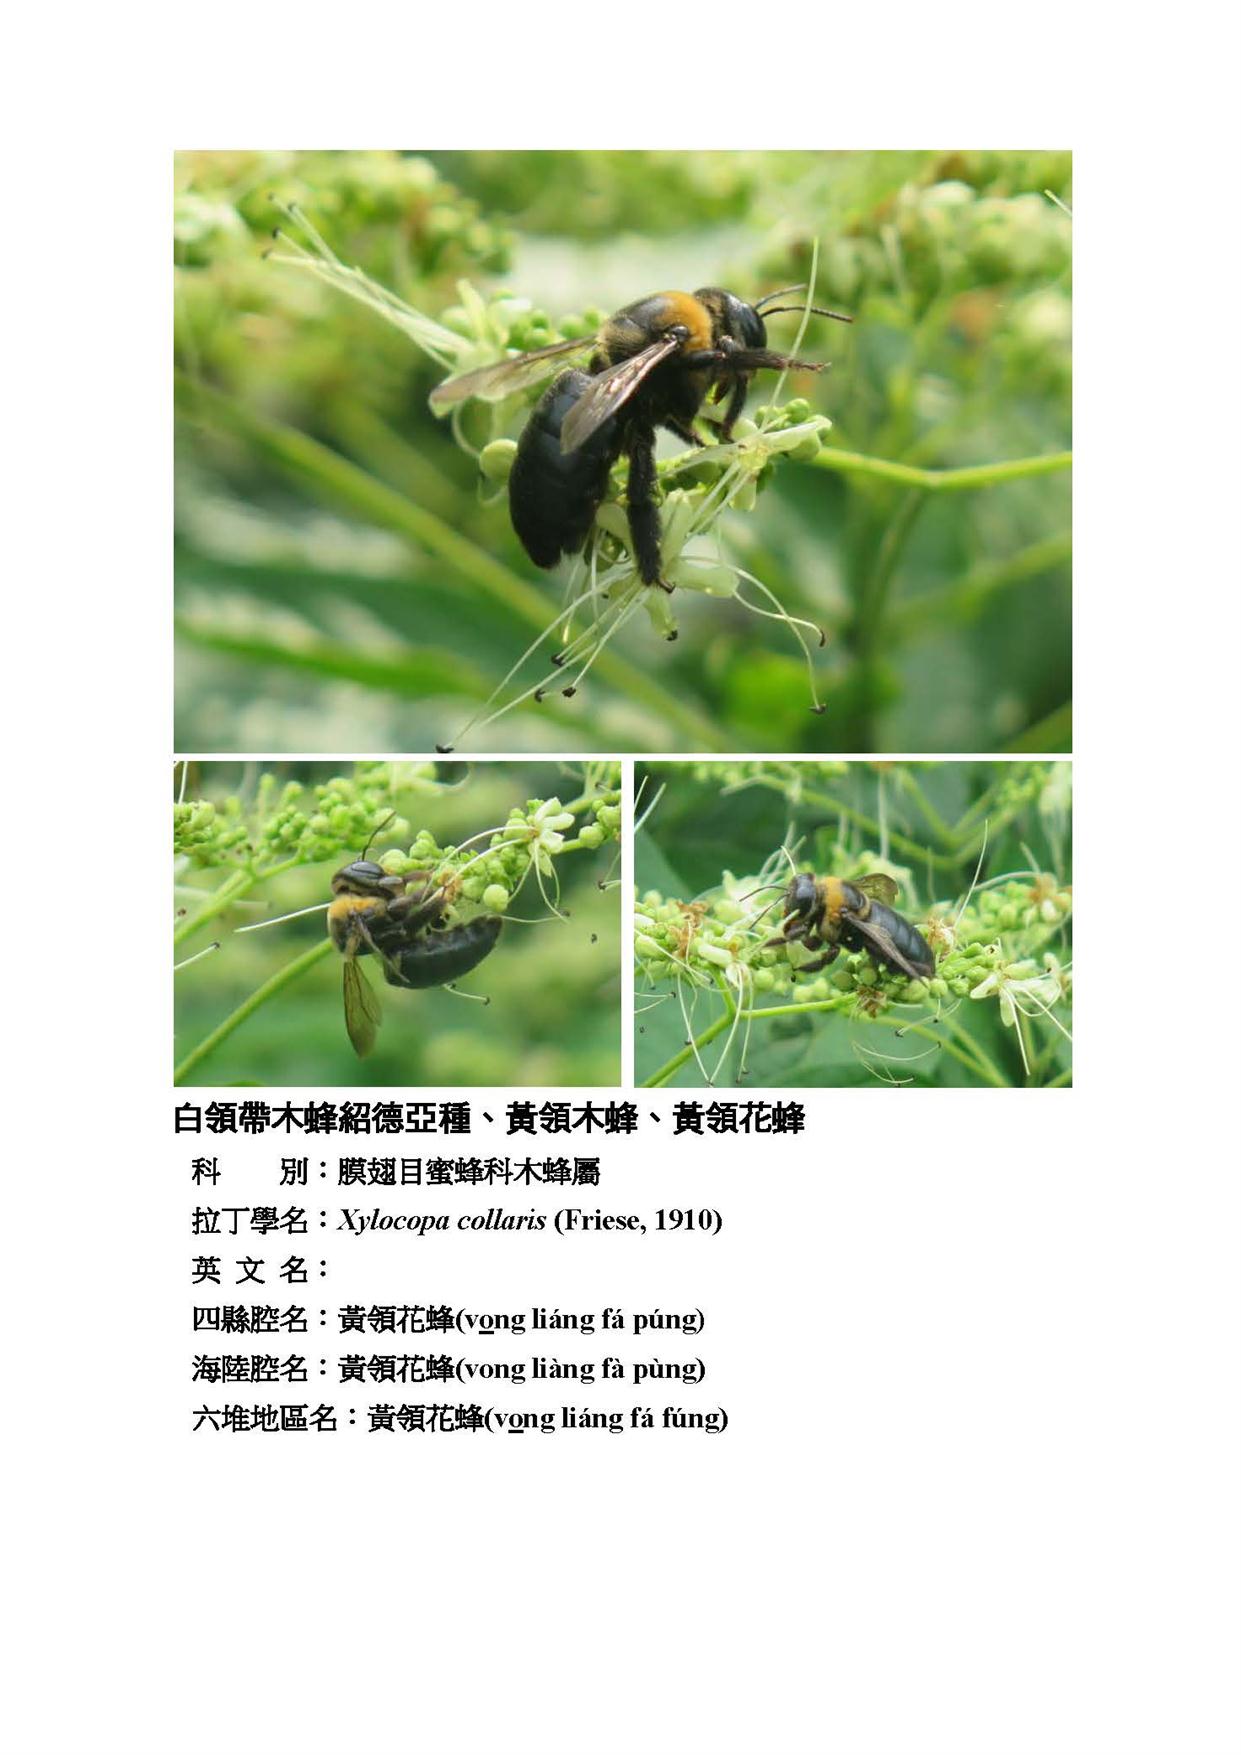 白領帶木蜂紹德亞種、黃領木蜂、黃領花蜂
科　　別：膜翅目蜜蜂科木蜂屬
拉丁學名：Xylocopa collaris (Friese, 1910)
英 文 名：
四縣腔名：黃領花蜂(vong liáng fá púng)
海陸腔名：黃領花蜂(vong liàng fà pùng)
六堆地區名：黃領花蜂(vong liáng fá fúng)